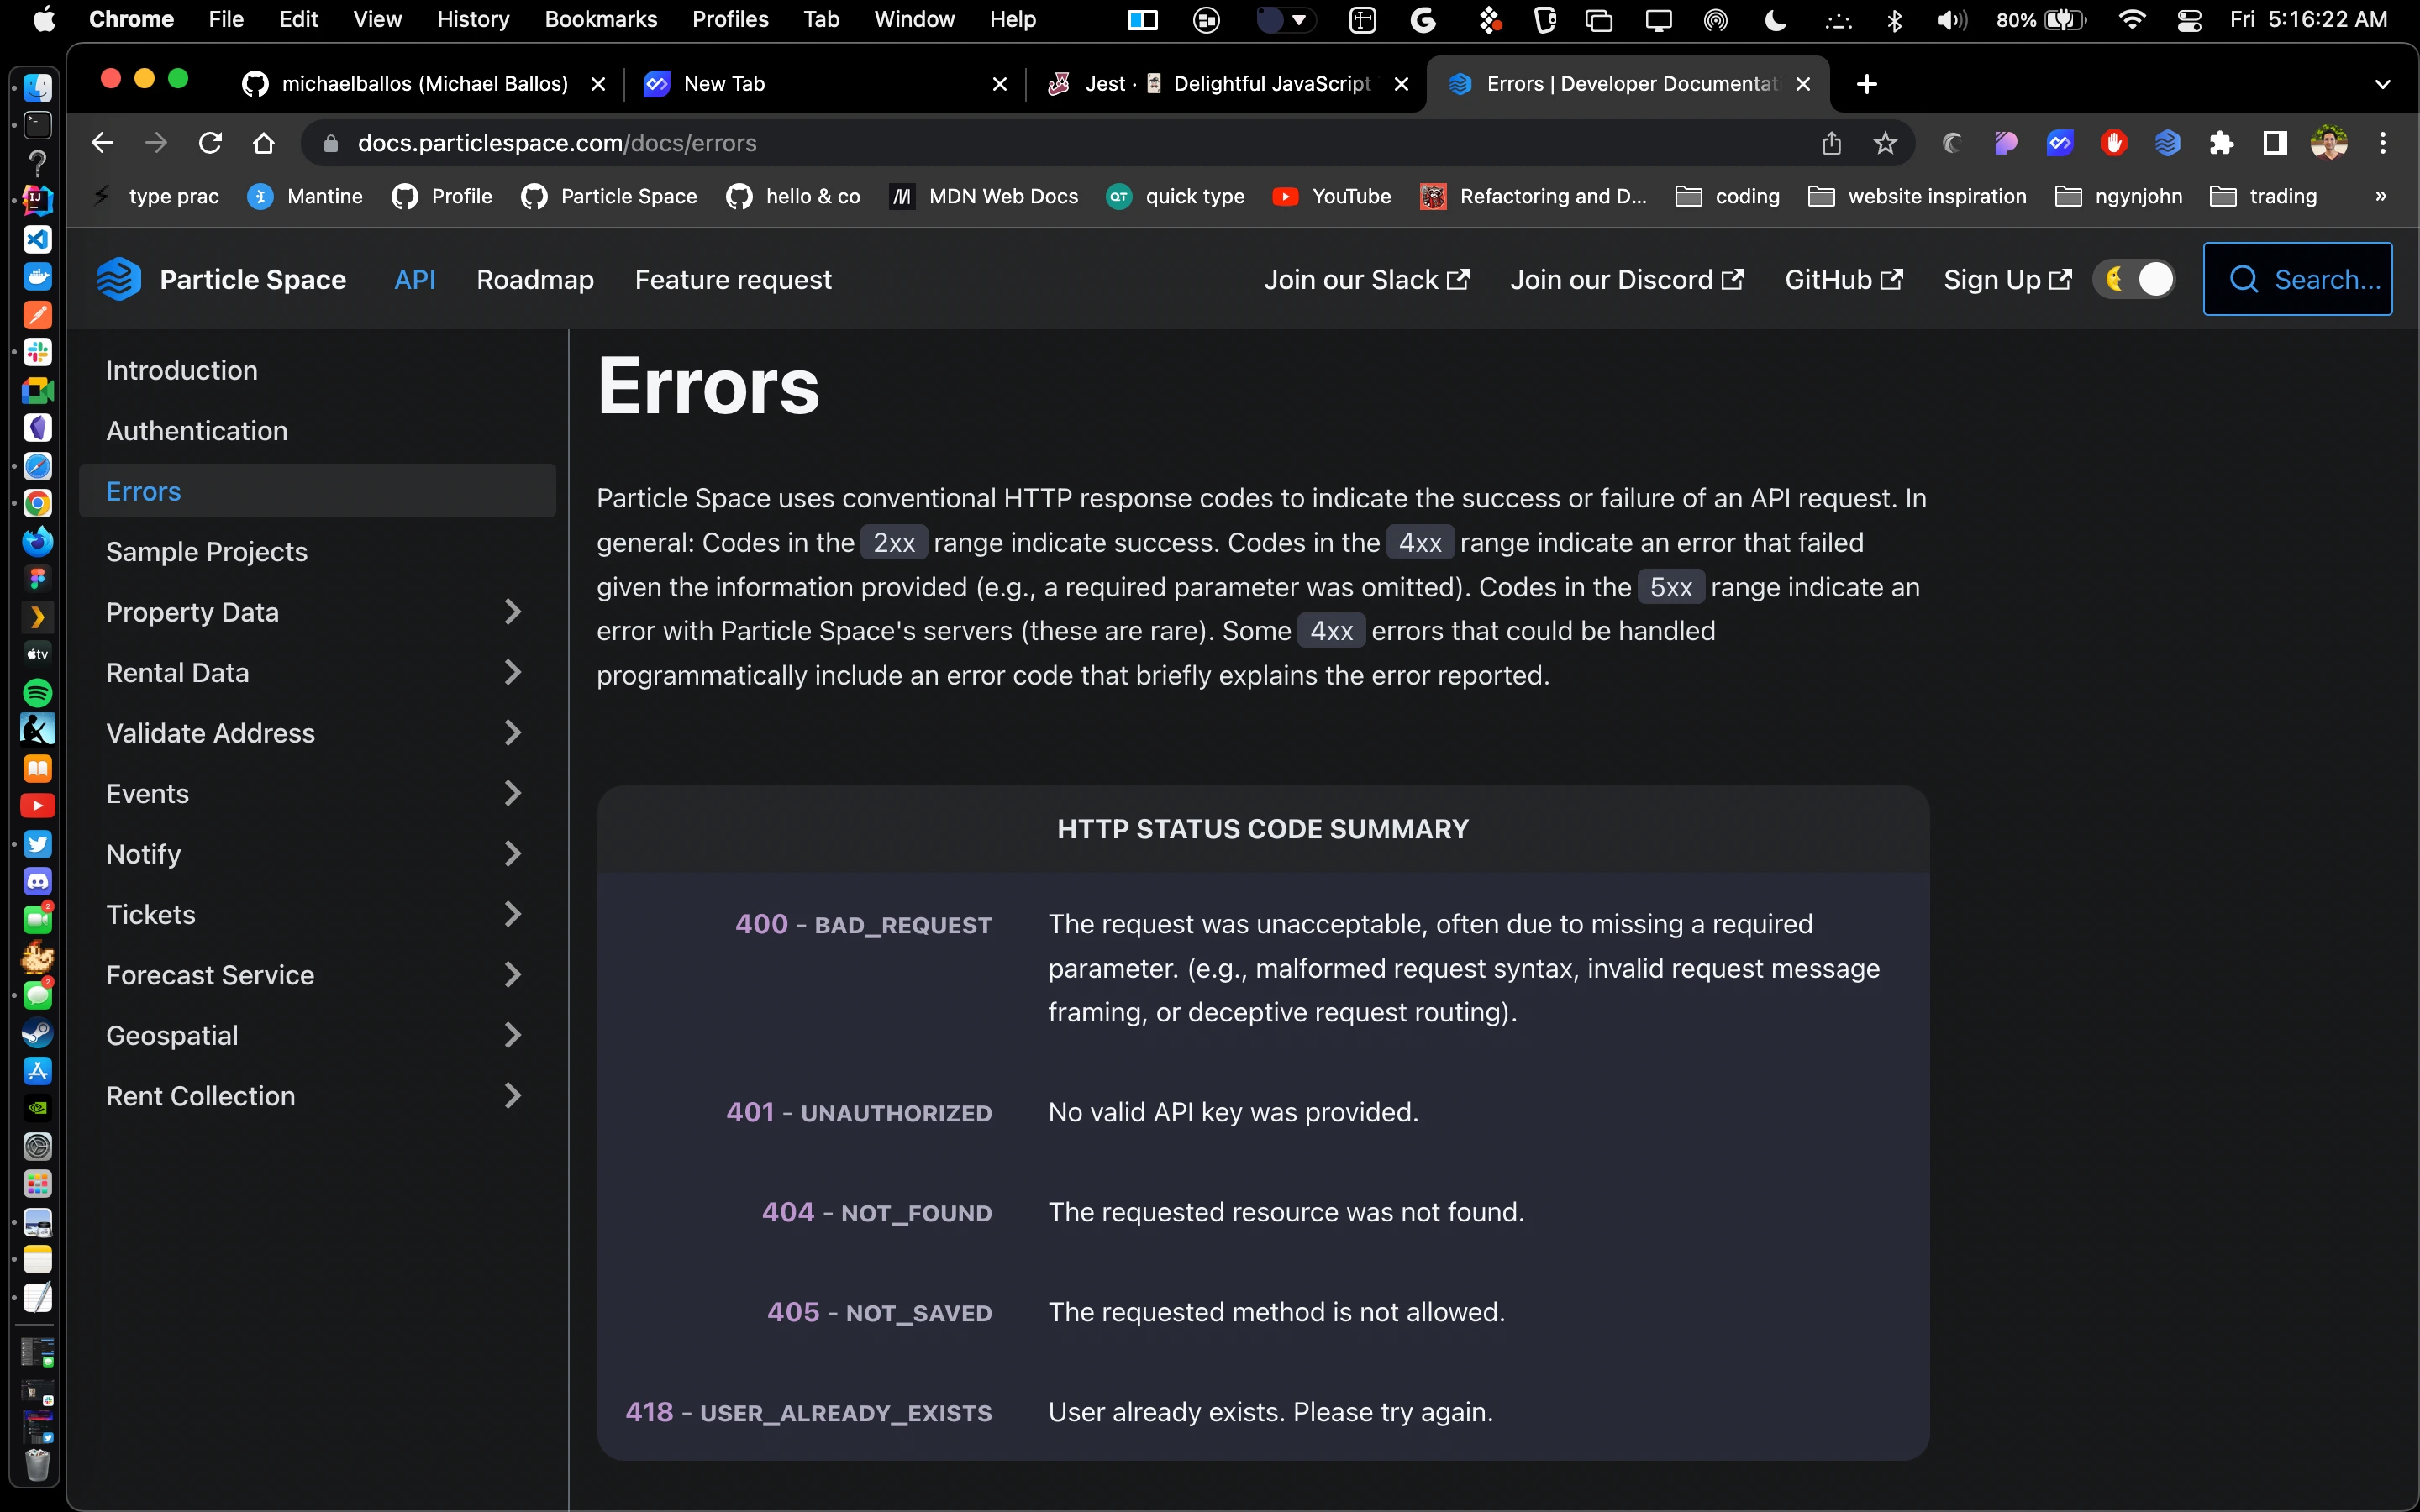 Chrome File Edit View History Bookmarks Profiles Tab Window Help 80% Fri 5:16:22 AM
michaelballos (Michael Ballos) New Tab Jest · Delightful JavaScript Errors | Developer Documentat
docs.particlespace.com/docs/errors
type prac Mantine Profile Particle Space hello & co MDN Web Docs QT quick type YouTube Refactoring and D... coding website inspiration ngynjohn trading »
Particle Space API Roadmap Feature request Join our Slack Join our Discord GitHub Sign Up Search...
Introduction
Authentication
Errors
Sample Projects
Property Data
Rental Data
Validate Address
Events
Notify
Tickets
Forecast Service
Geospatial
Rent Collection
Errors
Particle Space uses conventional HTTP response codes to indicate the success or failure of an API request. In
general: Codes in the 2xx range indicate success. Codes in the 4xx range indicate an error that failed
given the information provided (e.g., a required parameter was omitted). Codes in the 5xx range indicate an
error with Particle Space's servers (these are rare). Some 4xx errors that could be handled
programmatically include an error code that briefly explains the error reported.
HTTP STATUS CODE SUMMARY
400 - BAD_REQUEST The request was unacceptable, often due to missing a required
parameter. (e.g., malformed request syntax, invalid request message
framing, or deceptive request routing).
401 - UNAUTHORIZED No valid API key was provided.
404 - NOT_FOUND The requested resource was not found.
405 - NOT_SAVED The requested method is not allowed.
418 - USER_ALREADY_EXISTS User already exists. Please try again.